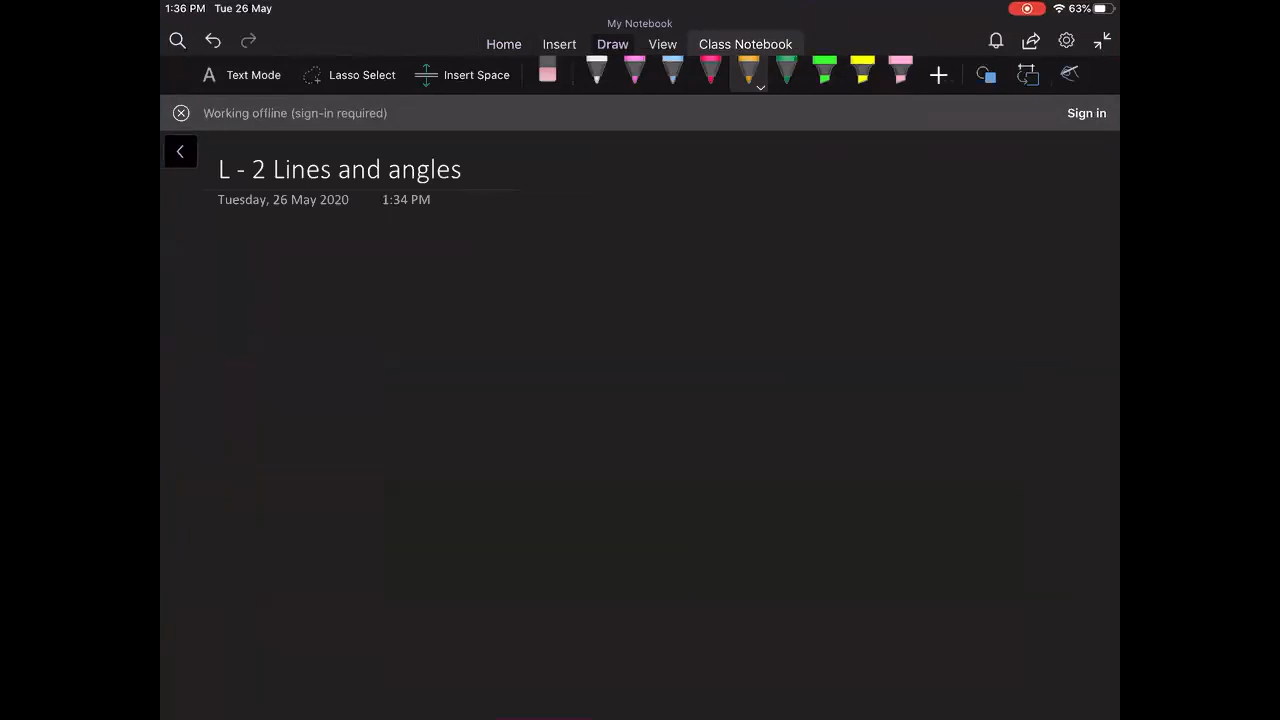 1:36 PM Tue 26 May 63%
My Notebook
Home Insert Draw View Class Notebook
A Text Mode Lasso Select Insert Space
Working offline (sign-in required) Sign in
L - 2 Lines and angles
Tuesday, 26 May 2020 1:34 PM